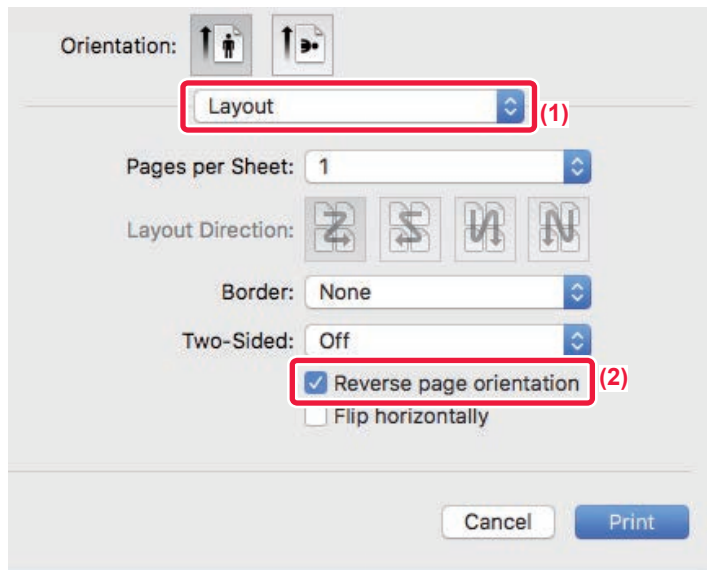 Orientation:
Layout
(1)
Pages per Sheet: 1
Layout Direction:
Border: None
Two-Sided: Off
Reverse page orientation
(2)
Flip horizontally
Cancel Print